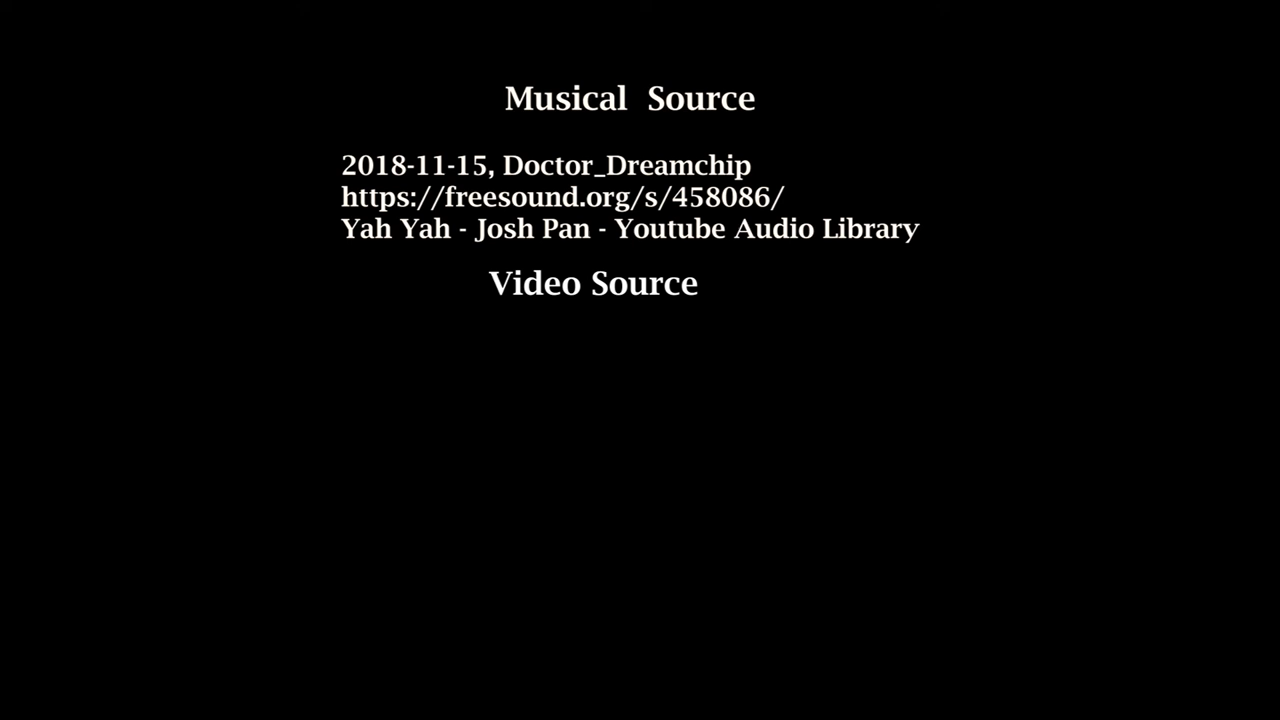 Musical Source
2018-11-15, Doctor_Dreamchip
https://freesound.org/s/458086/
Yah Yah - Josh Pan - Youtube Audio Library
Video Source